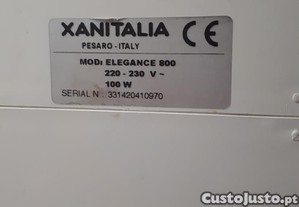 XANITALIA CE
PESARO - ITALY
MOD: ELEGANCE 800
220 - 230 V ~
100 W
SERIAL N. 331420410970
CustoJusto.pt